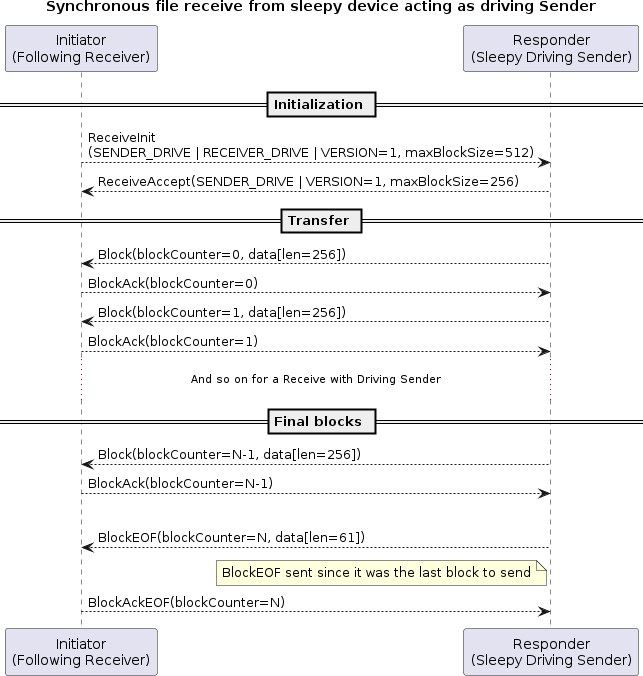 Synchronous file receive from sleepy device acting as driving Sender
Initiator
(Following Receiver)
Responder
(Sleepy Driving Sender)
Initialization
ReceiveInit
(SENDER_DRIVE | RECEIVER_DRIVE | VERSION=1, maxBlockSize=512)
ReceiveAccept(SENDER_DRIVE | VERSION=1, maxBlockSize=256)
Transfer
Block(blockCounter=0, data[len=256])
BlockAck(blockCounter=0)
Block(blockCounter=1, data[len=256])
BlockAck(blockCounter=1)
And so on for a Receive with Driving Sender
Final blocks
Block(blockCounter=N-1, data[len=256])
BlockAck(blockCounter=N-1)
BlockEOF(blockCounter=N, data[len=61])
BlockEOF sent since it was the last block to send
BlockAckEOF(blockCounter=N)
Initiator
(Following Receiver)
Responder
(Sleepy Driving Sender)